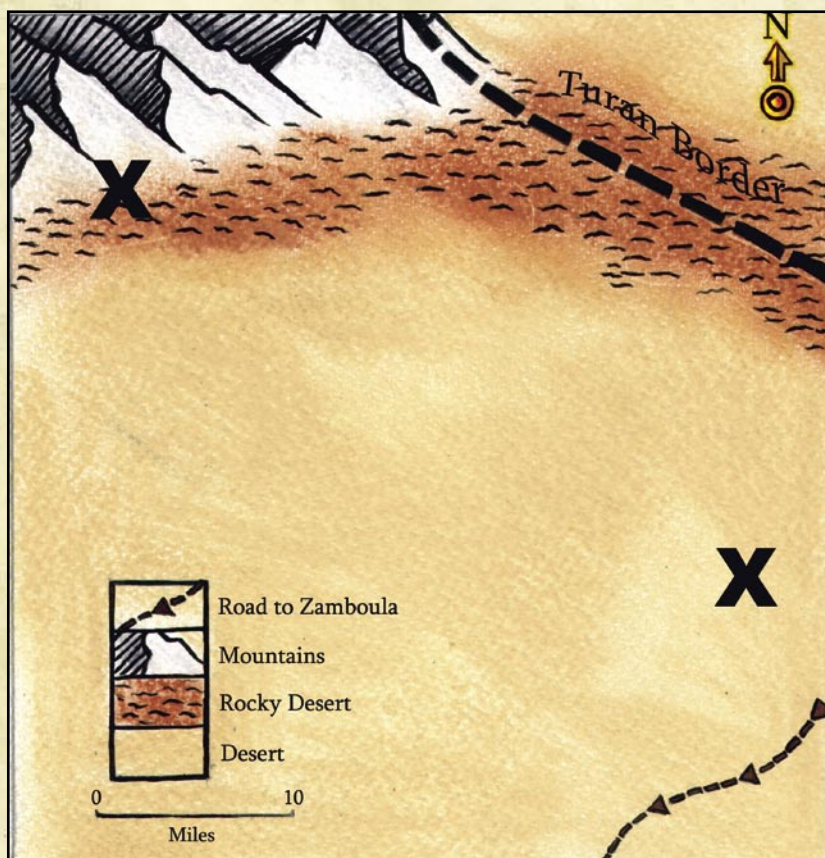 N
Turan Border
X
X
Road to Zamboula
Mountains
Rocky Desert
Desert
0 10
Miles